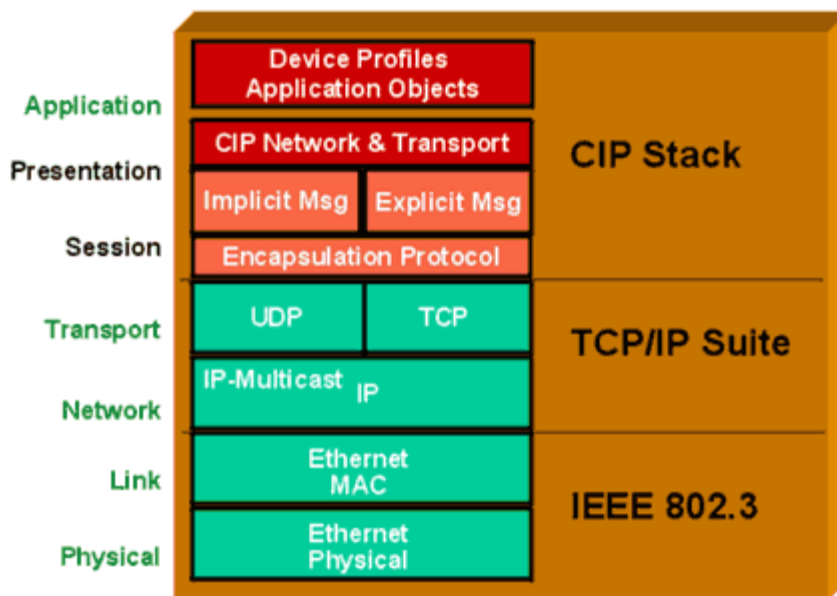 Device Profiles
Application Objects
Application
CIP Network & Transport
CIP Stack
Presentation
Implicit Msg
Explicit Msg
Session
Encapsulation Protocol
Transport
UDP
TCP
TCP/IP Suite
IP-Multicast
IP
Network
Link
Ethernet
MAC
IEEE 802.3
Physical
Ethernet
Physical